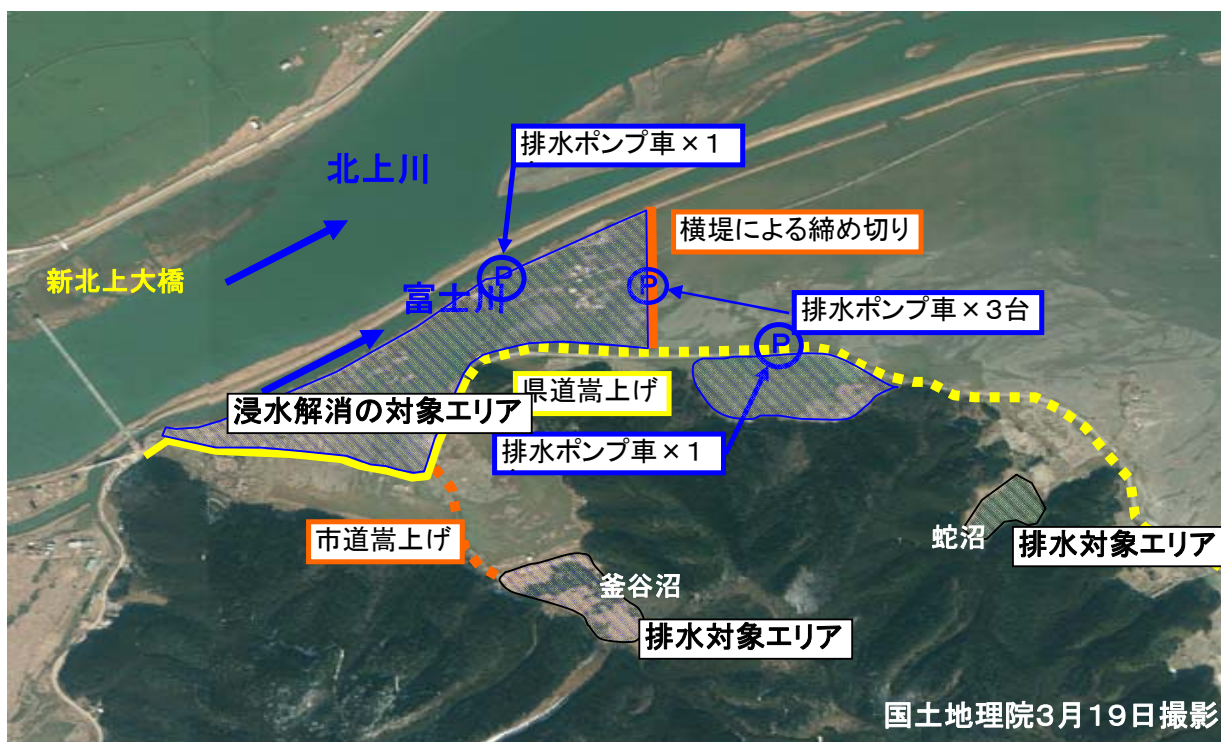 排水ポンプ車×1
北上川
横堤による締め切り
新北上大橋
P
P
富士川
排水ポンプ車×3台
P
県道嵩上げ
浸水解消の対象エリア
排水ポンプ車×1
市道嵩上げ
蛇沼
排水対象エリア
釜谷沼
排水対象エリア
国土地理院3月19日撮影